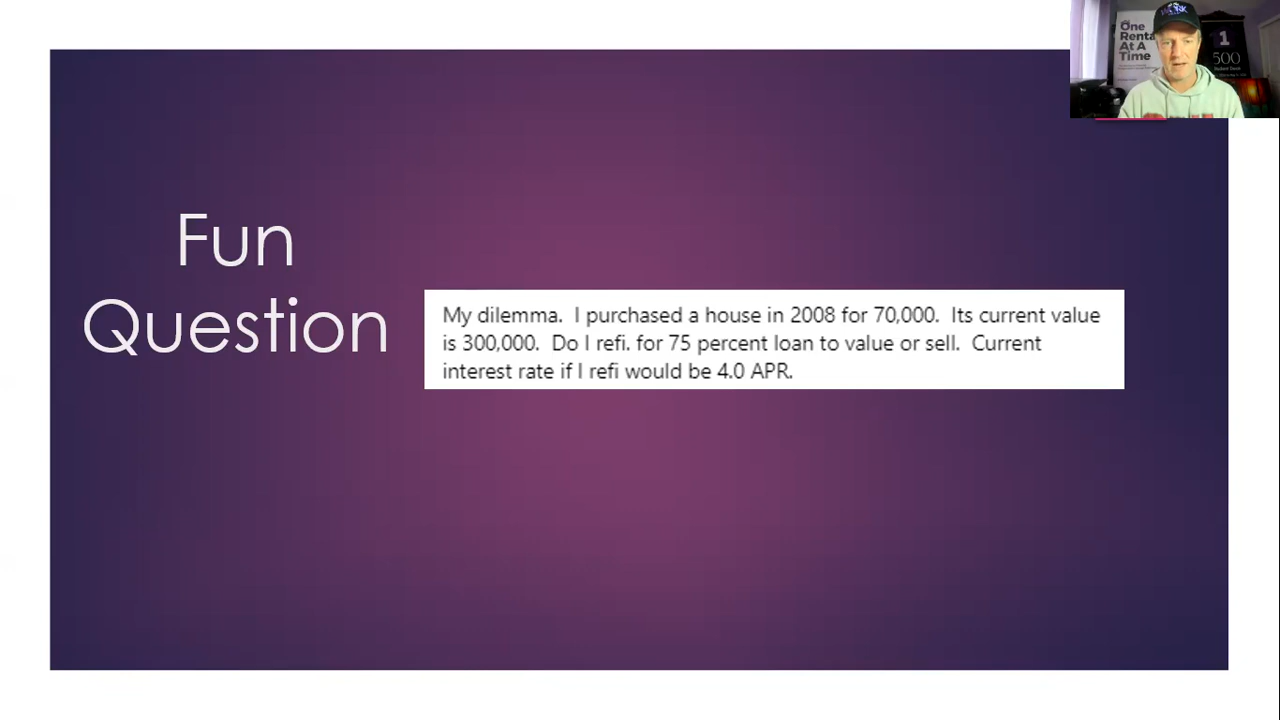 Fun
Question
My dilemma. I purchased a house in 2008 for 70,000. Its current value
is 300,000. Do I refi. for 75 percent loan to value or sell. Current
interest rate if I refi would be 4.0 APR.
One
Rental
At A
Time
1
500